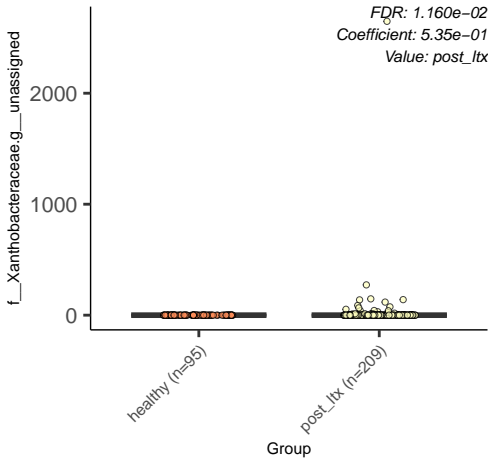 FDR: 1.160e−02
Coefficient: 5.35e−01
Value: post_ltx
f__Xanthobacteraceae.g__unassigned
2000
1000
0
healthy (n=95)
post_ltx (n=209)
Group